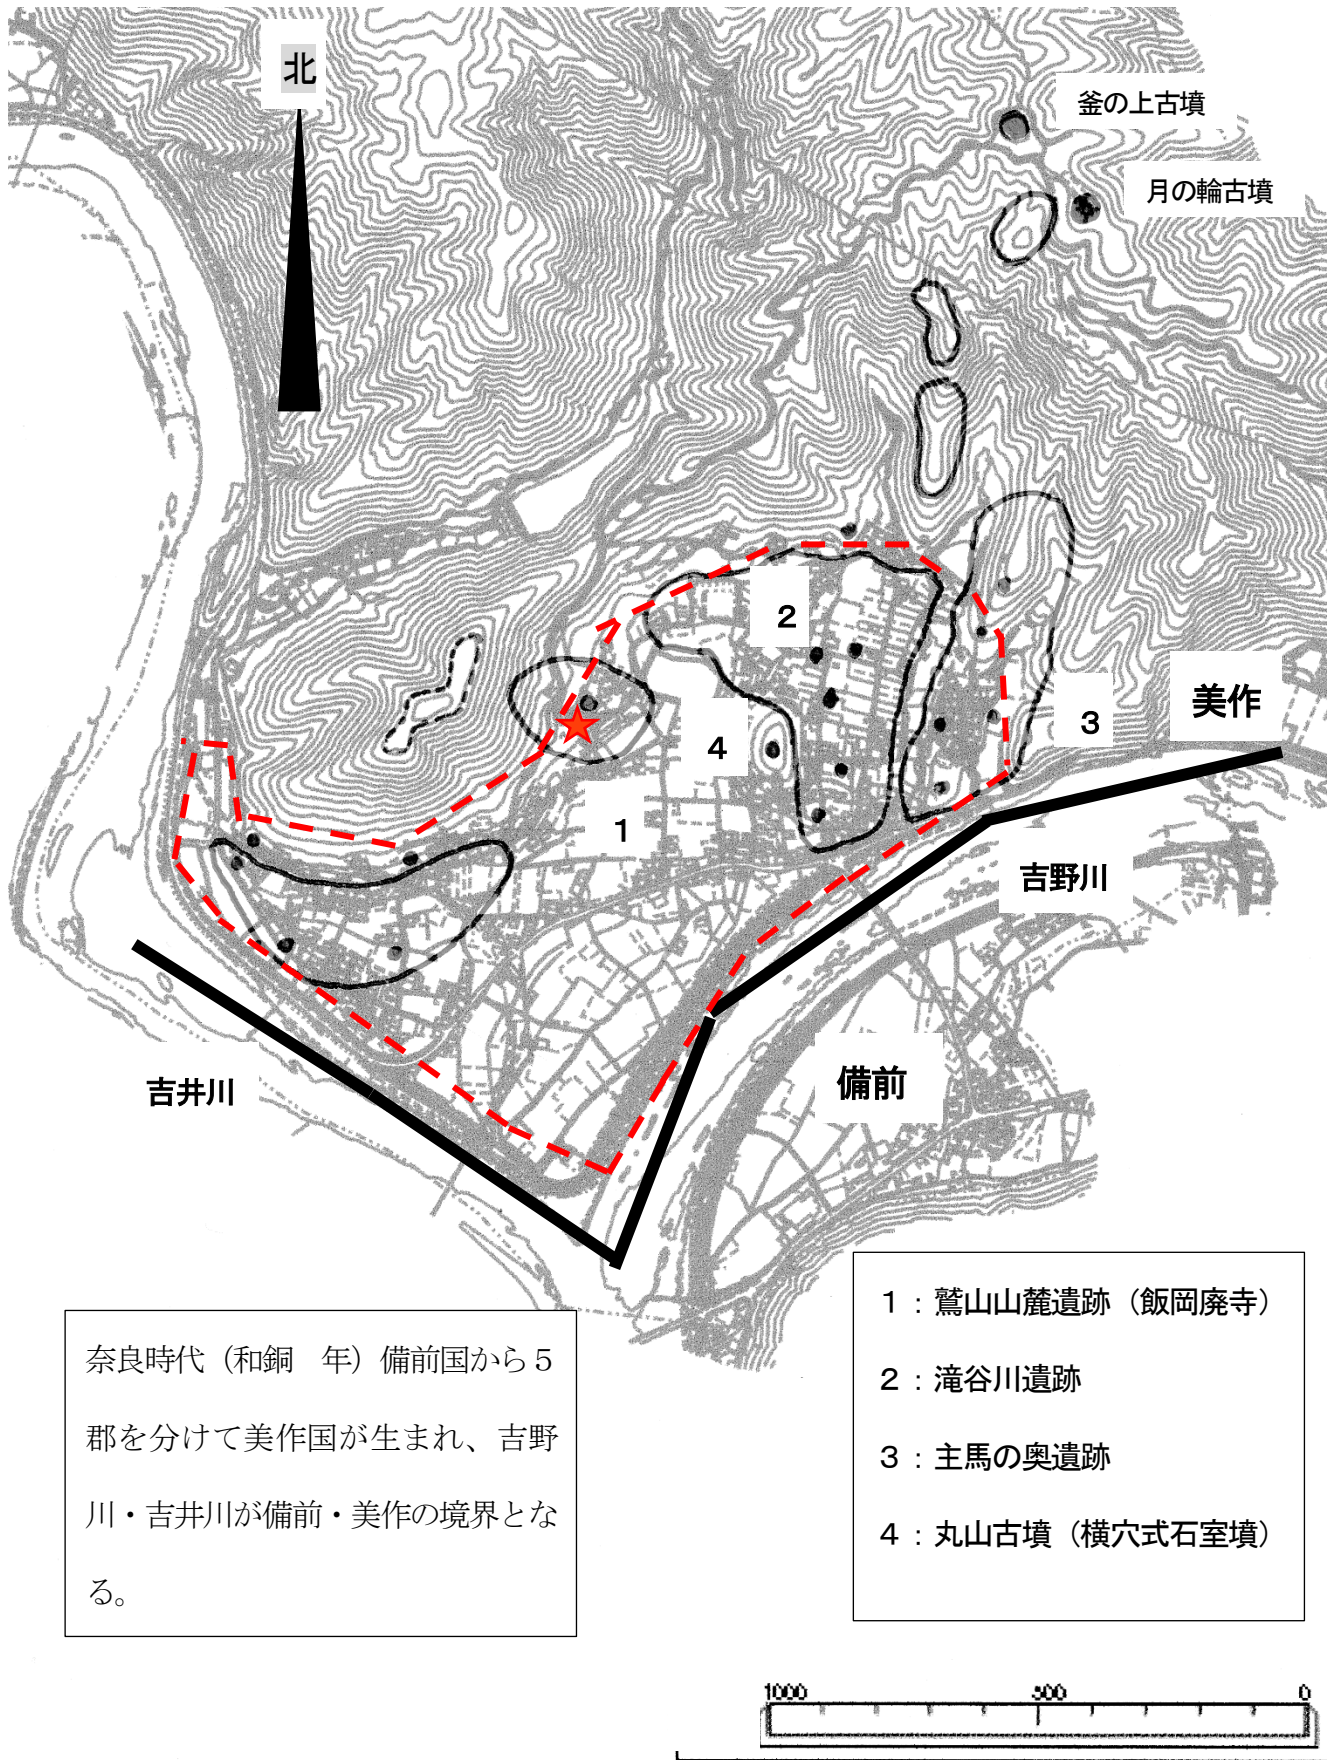 北
釜の上古墳
月の輪古墳
2
3
美作
4
1
吉野川
備前
吉井川
奈良時代（和銅　年）備前国から５
郡を分けて美作国が生まれ、吉野
川・吉井川が備前・美作の境界とな
る。
１：鷲山山麓遺跡（飯岡廃寺）
２：滝谷川遺跡
３：主馬の奥遺跡
４：丸山古墳（横穴式石室墳）
1000 500 0